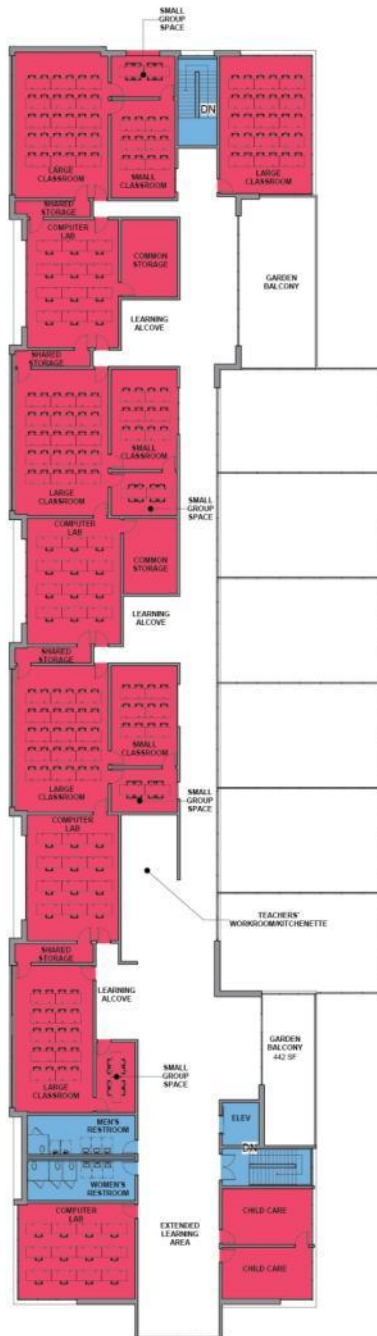 SMALL
GROUP
SPACE
DN
LARGE
CLASSROOM
SMALL
CLASSROOM
LARGE
CLASSROOM
SHARED
STORAGE
COMPUTER
LAB
COMMON
STORAGE
GARDEN
BALCONY
LEARNING
ALCOVE
SHARED
STORAGE
SMALL
CLASSROOM
LARGE
CLASSROOM
SMALL
GROUP
SPACE
COMPUTER
LAB
COMMON
STORAGE
LEARNING
ALCOVE
SHARED
STORAGE
SMALL
CLASSROOM
LARGE
CLASSROOM
SMALL
GROUP
SPACE
COMPUTER
LAB
TEACHERS'
WORKROOM/KITCHENETTE
SHARED
STORAGE
LEARNING
ALCOVE
GARDEN
BALCONY
442 SF
SMALL
GROUP
SPACE
LARGE
CLASSROOM
MEN'S
RESTROOM
ELEV
DN
WOMEN'S
RESTROOM
COMPUTER
LAB
EXTENDED
LEARNING
AREA
CHILD CARE
CHILD CARE